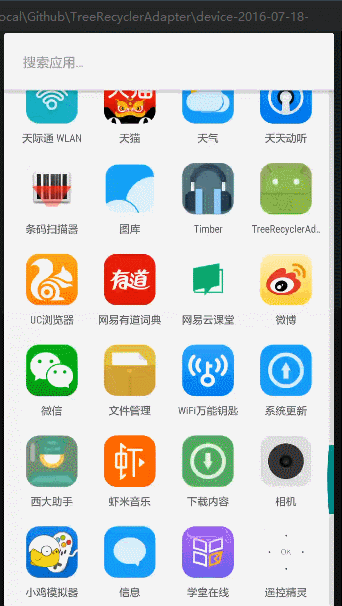 ocal\Github\TreeRecyclerAdapter\device-2016-07-18-
搜索应用…
天际通 WLAN 天猫 天气 天天动听
条码扫描器 图库 Timber TreeRecyclerAd..
有道
UC浏览器 网易有道词典 网易云课堂 微博
微信 文件管理 WiFi万能钥匙 系统更新
虾
西大助手 虾米音乐 下载内容 相机
OK
小鸡模拟器 信息 学堂在线 遥控精灵